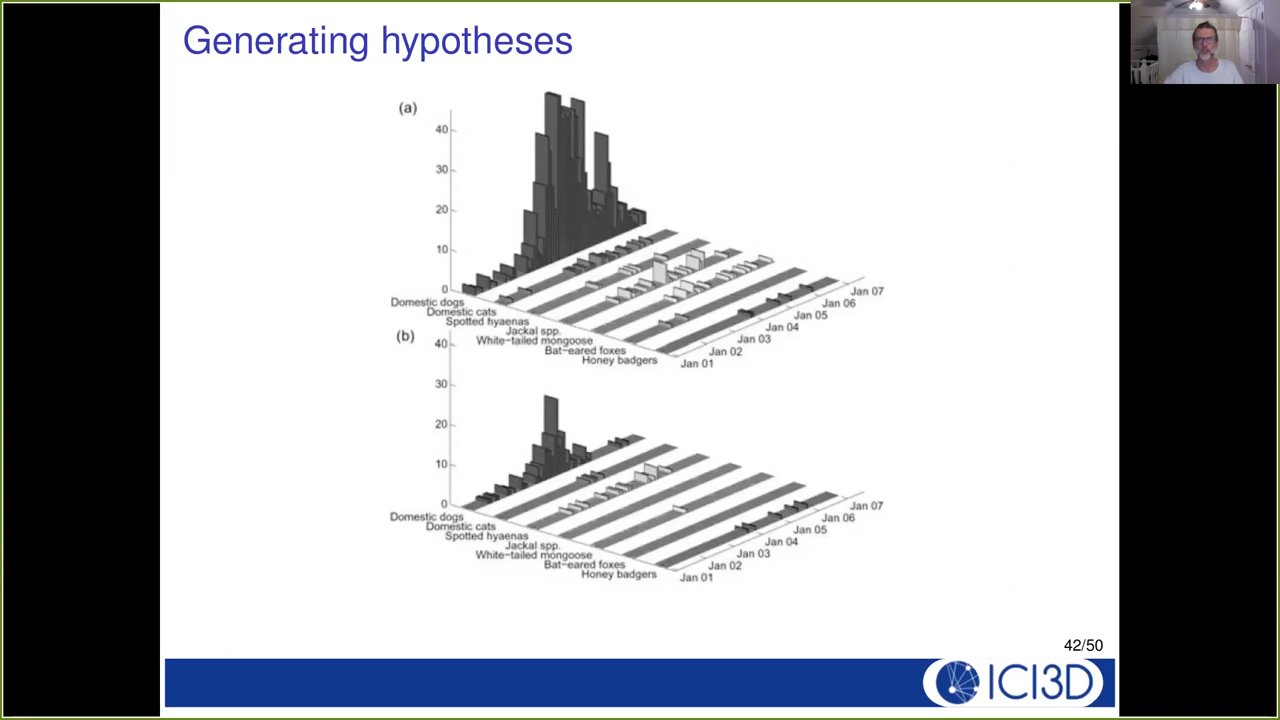 Generating hypotheses
(a)
40
30
20
10
0
Domestic dogs
Domestic cats
Spotted hyaenas
Jackal spp.
White-tailed mongoose
Bat-eared foxes
Honey badgers
Jan 01
Jan 02
Jan 03
Jan 04
Jan 05
Jan 06
Jan 07
(b)
40
30
20
10
0
Domestic dogs
Domestic cats
Spotted hyaenas
Jackal spp.
White-tailed mongoose
Bat-eared foxes
Honey badgers
Jan 01
Jan 02
Jan 03
Jan 04
Jan 05
Jan 06
Jan 07
42/50
ICI3D